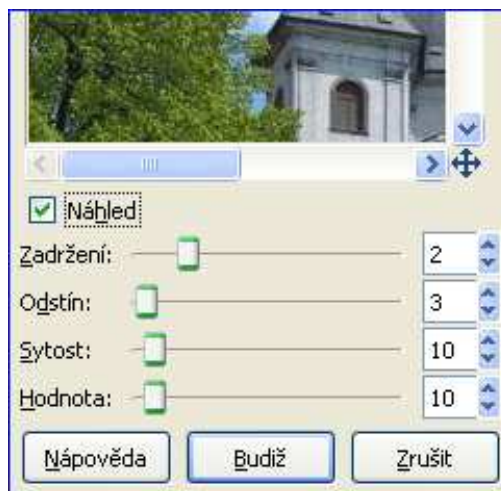 Náhled
Zadržení: 2
Odstín: 3
Sytost: 10
Hodnota: 10
Nápověda Budiž Zrušit